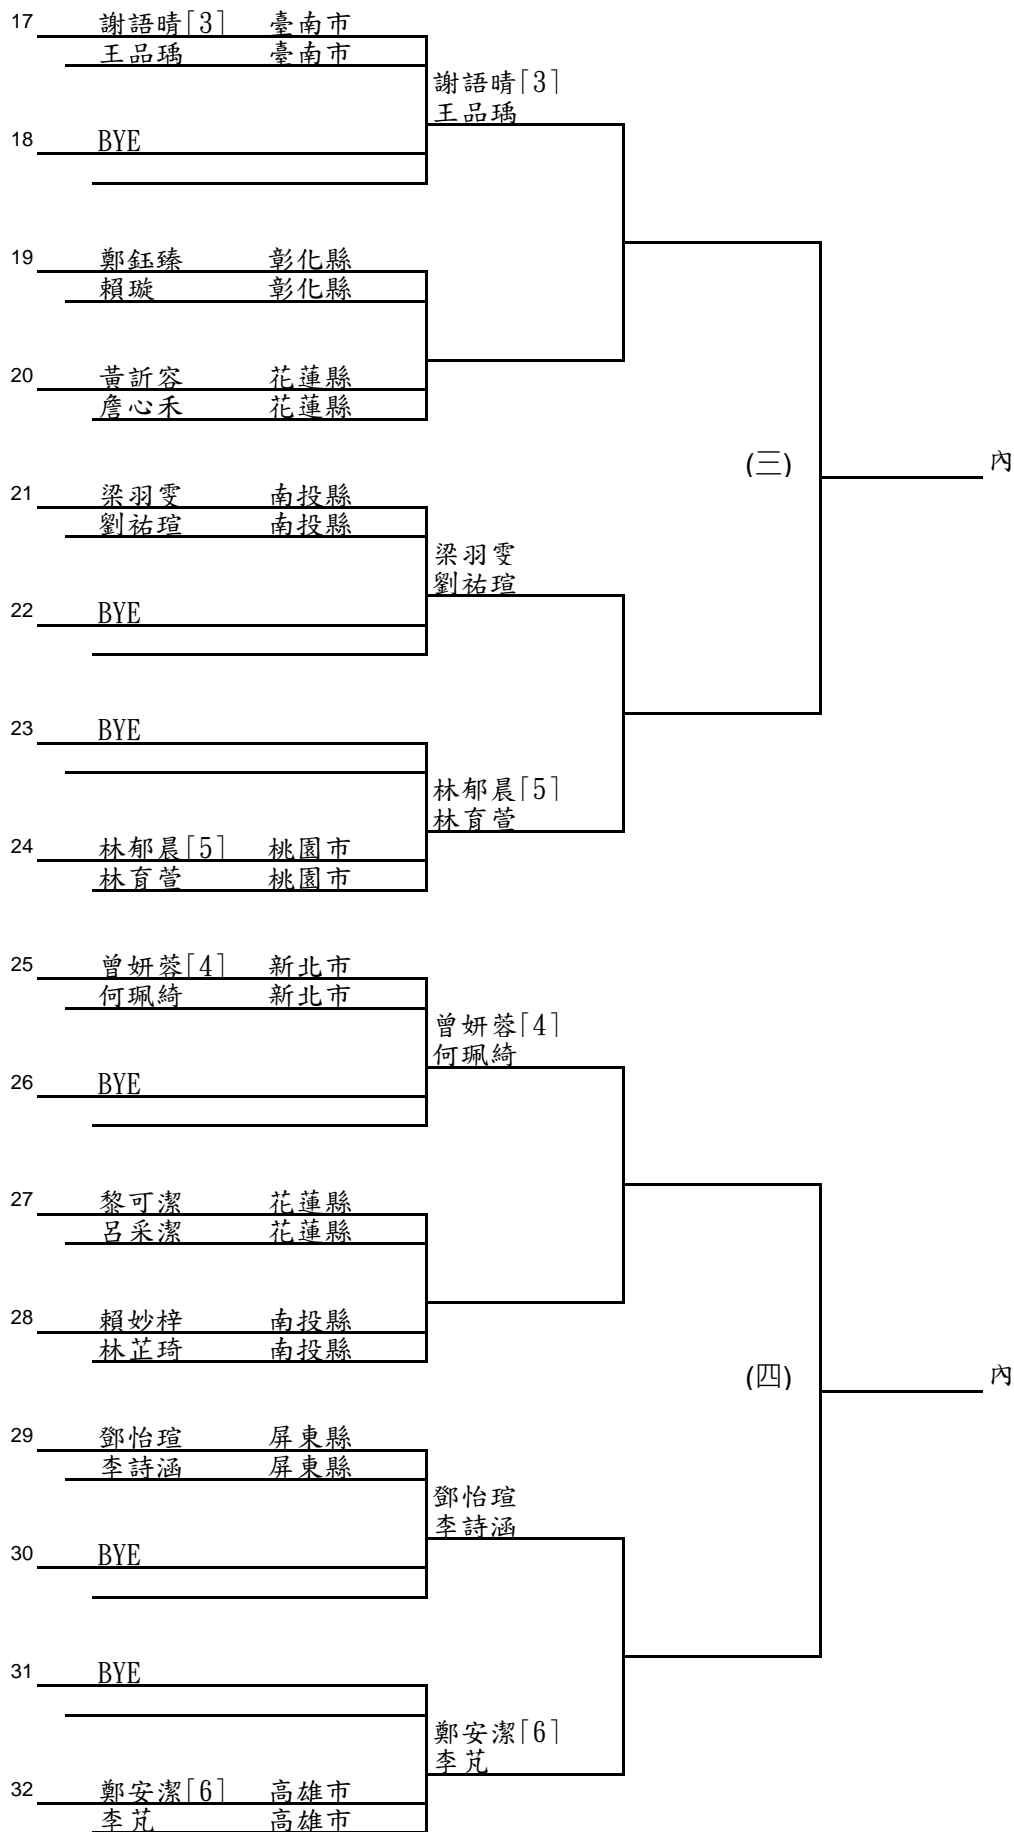 17 謝語晴[3] 臺南市
王品瑀 臺南市
謝語晴[3]
王品瑀
18 BYE
19 鄭鈺臻 彰化縣
賴璇 彰化縣
20 黃訢容 花蓮縣
詹心禾 花蓮縣
(三) 內
21 梁羽雯 南投縣
劉祐瑄 南投縣
梁羽雯
劉祐瑄
22 BYE
23 BYE
林郁晨[5]
林育萱
24 林郁晨[5] 桃園市
林育萱 桃園市
25 曾妍蓉[4] 新北市
何珮綺 新北市
曾妍蓉[4]
何珮綺
26 BYE
27 黎可潔 花蓮縣
呂采潔 花蓮縣
28 賴妙梓 南投縣
林芷琦 南投縣
(四) 內
29 鄧怡瑄 屏東縣
李詩涵 屏東縣
鄧怡瑄
李詩涵
30 BYE
31 BYE
鄭安潔[6]
李芃
32 鄭安潔[6] 高雄市
李芃 高雄市